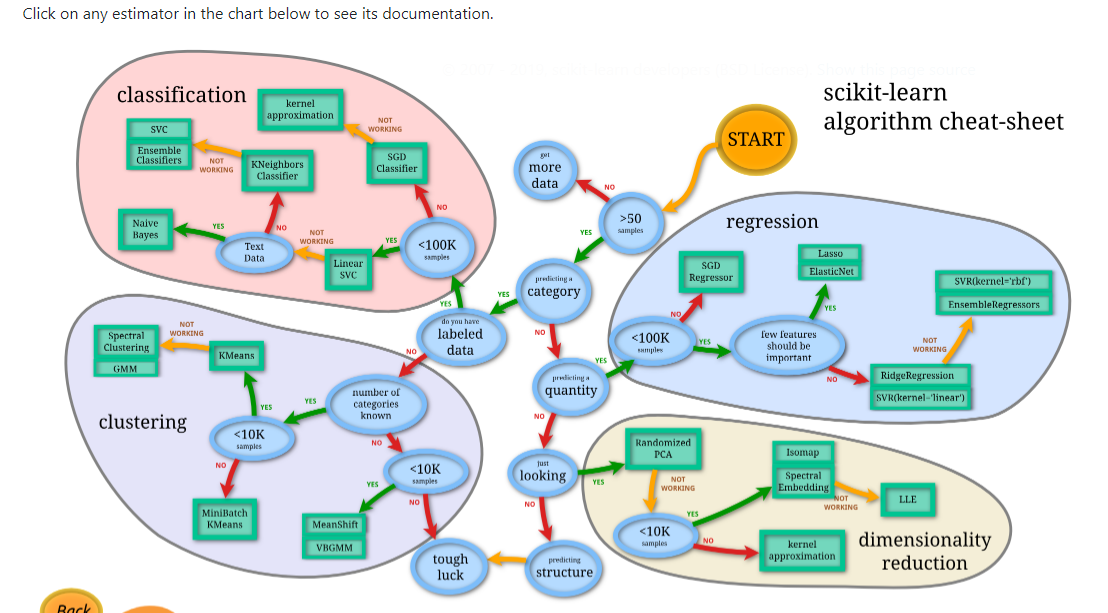 Click on any estimator in the chart below to see its documentation.
scikit-learn
algorithm cheat-sheet
START
classification
kernel
approximation
NOT
WORKING
SVC
Ensemble
Classifiers
NOT
WORKING
KNeighbors
Classifier
SGD
Classifier
NO
Naive
Bayes
YES
Text
Data
NO
NOT
WORKING
Linear
SVC
YES
<100K
samples
YES
get
more
data
NO
>50
samples
YES
predicting a
category
YES
NO
do you have
labeled
data
NO
predicting a
quantity
YES
NO
just
looking
YES
NO
predicting
structure
tough
luck
regression
SGD
Regressor
NO
<100K
samples
YES
Lasso
ElasticNet
YES
few features
should be
important
NO
SVR(kernel='rbf')
EnsembleRegressors
NOT
WORKING
RidgeRegression
SVR(kernel='linear')
clustering
Spectral
Clustering
GMM
NOT
WORKING
KMeans
YES
<10K
samples
NO
MiniBatch
KMeans
YES
number of
categories
known
NO
<10K
samples
YES
NO
MeanShift
VBGMM
dimensionality
reduction
Randomized
PCA
NOT
WORKING
<10K
samples
YES
NO
Isomap
Spectral
Embedding
NOT
WORKING
LLE
kernel
approximation
Back